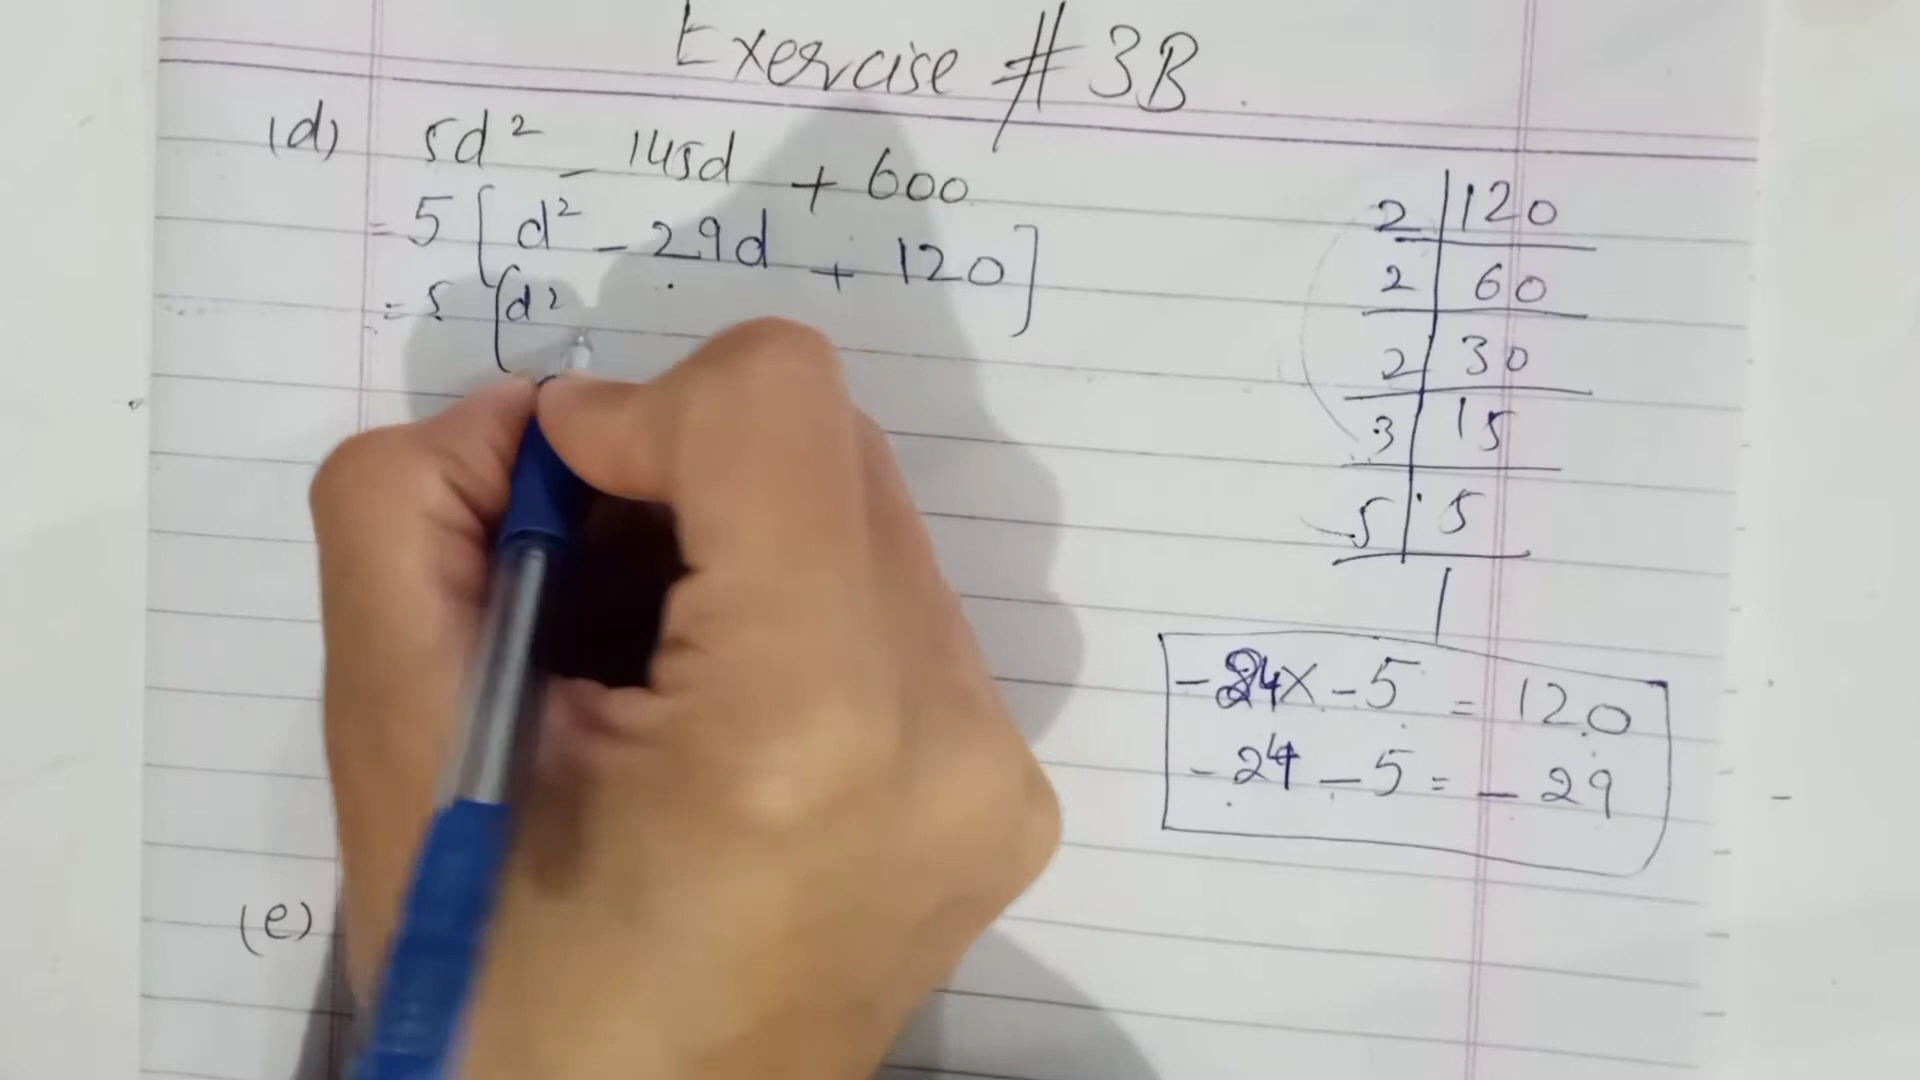 Exercise # 3B
(d) 5d² - 145d + 600
= 5 [ d² - 29d + 120 ]
= 5 [ d²
2 | 120
2 | 60
2 | 30
3 | 15
5 | 5
1
-24 x -5 = 120
-24 - 5 = - 29
(e)